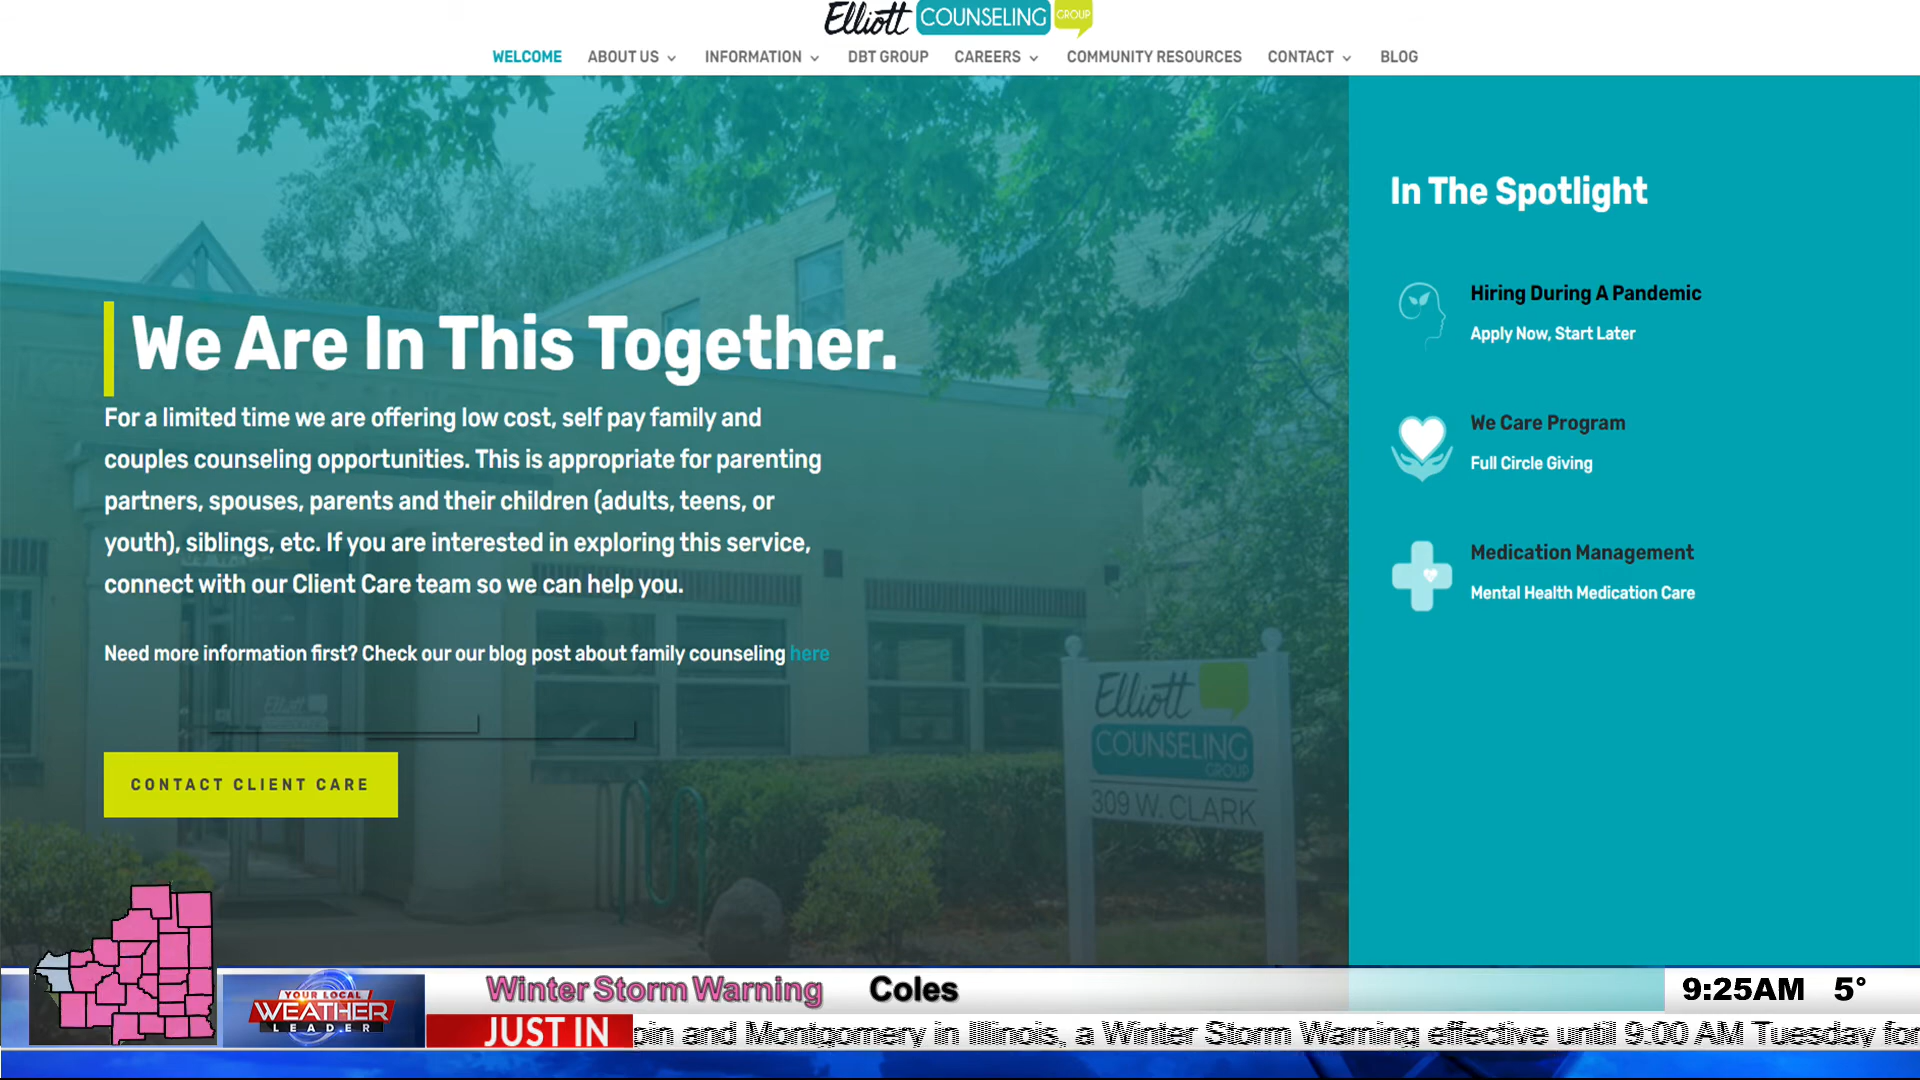 Elliott COUNSELING GROUP
WELCOME ABOUT US INFORMATION DBT GROUP CAREERS COMMUNITY RESOURCES CONTACT BLOG
We Are In This Together.
For a limited time we are offering low cost, self pay family and
couples counseling opportunities. This is appropriate for parenting
partners, spouses, parents and their children (adults, teens, or
youth), siblings, etc. If you are interested in exploring this service,
connect with our Client Care team so we can help you.
Need more information first? Check our our blog post about family counseling here
CONTACT CLIENT CARE
In The Spotlight
Hiring During A Pandemic
Apply Now, Start Later
We Care Program
Full Circle Giving
Medication Management
Mental Health Medication Care
Elliott
COUNSELING
GROUP
309 W. CLARK
YOUR LOCAL
WEATHER
LEADER
Winter Storm Warning Coles
9:25AM 5°
JUST IN
and Montgomery in Illinois, a Winter Storm Warning effective until 9:00 AM Tuesday for